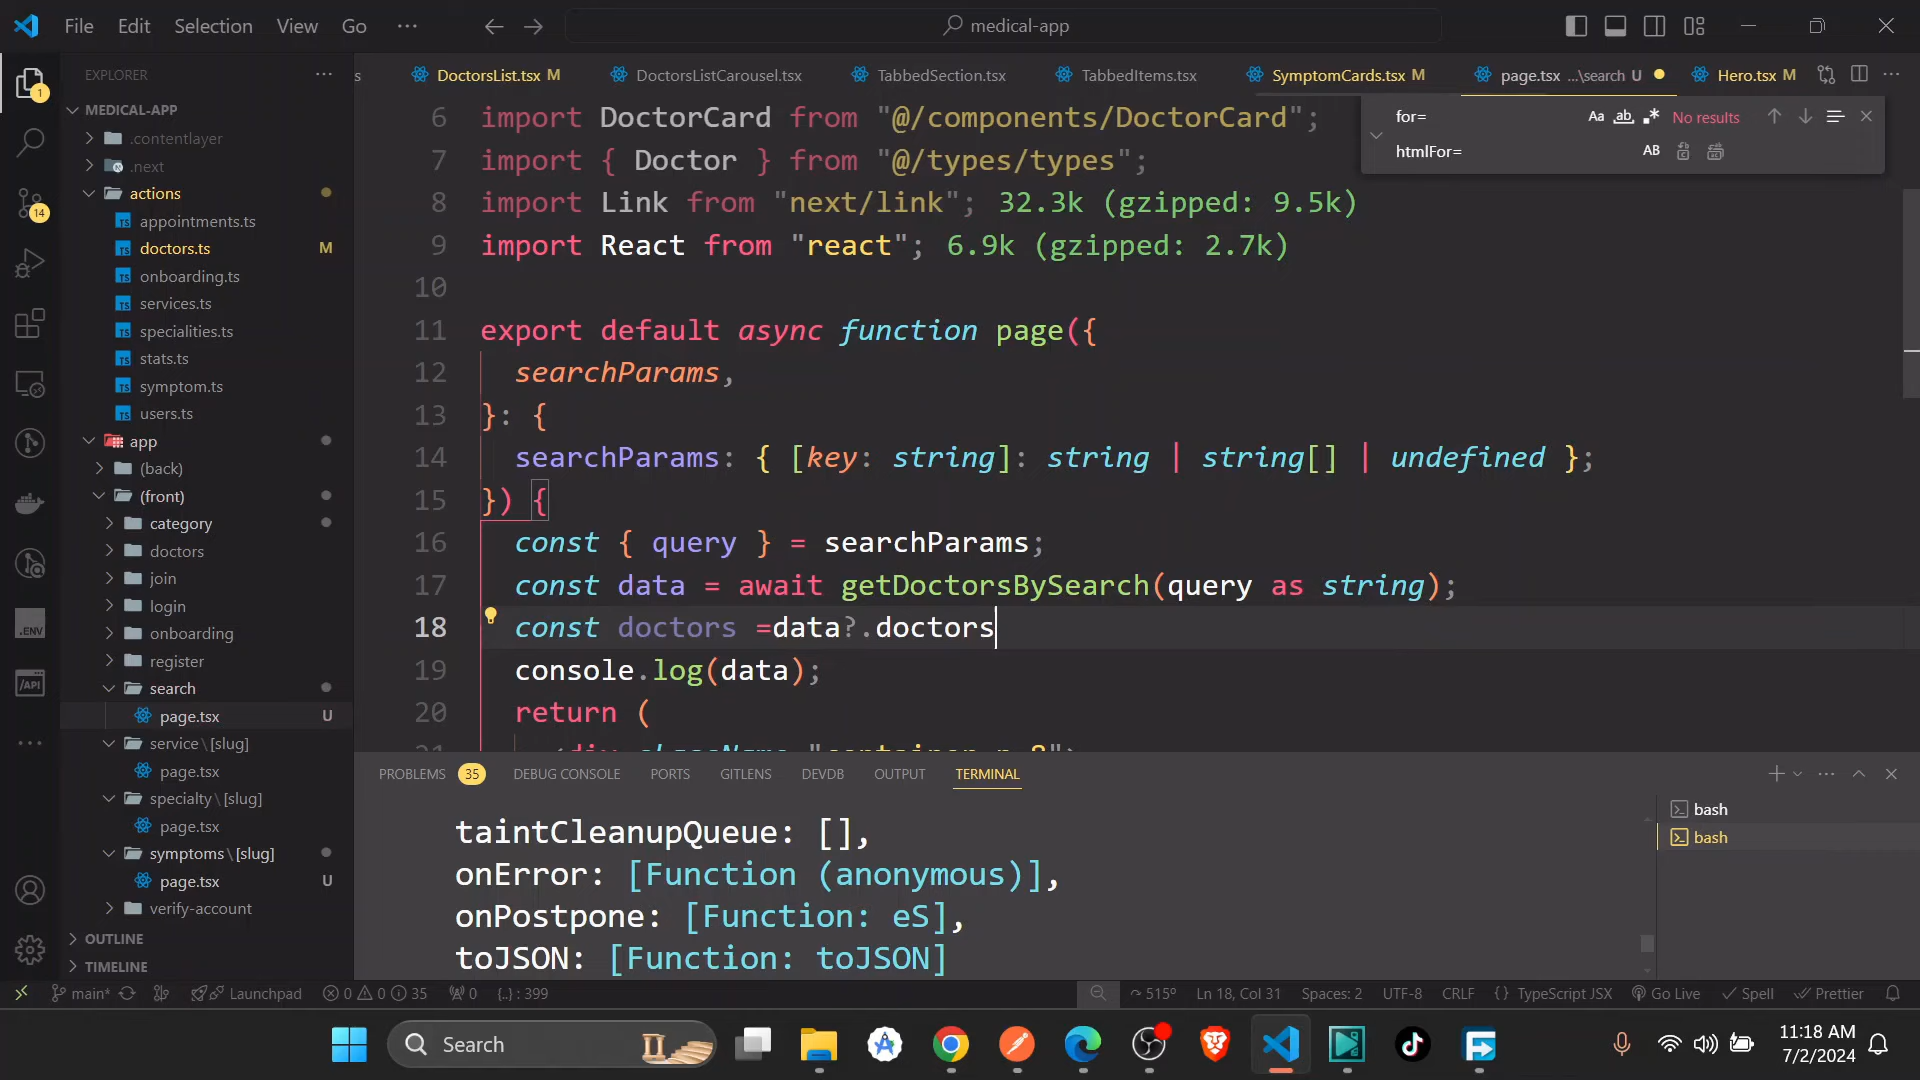 File Edit Selection View Go ··· medical-app
EXPLORER ···
MEDICAL-APP
.contentlayer
.next
actions
appointments.ts
doctors.ts M
onboarding.ts
services.ts
specialities.ts
stats.ts
symptom.ts
users.ts
app
(back)
(front)
category
doctors
join
login
onboarding
register
search
page.tsx U
service\[slug]
page.tsx
specialty\[slug]
page.tsx
symptoms\[slug]
page.tsx U
verify-account
OUTLINE
TIMELINE
s DoctorsList.tsx M DoctorsListCarousel.tsx TabbedSection.tsx TabbedItems.tsx SymptomCards.tsx M page.tsx ...\search U Hero.tsx M ···
for= Aa ab No results
htmlFor= AB
6 import DoctorCard from "@/components/DoctorCard";
7 import { Doctor } from "@/types/types";
8 import Link from "next/link"; 32.3k (gzipped: 9.5k)
9 import React from "react"; 6.9k (gzipped: 2.7k)
10
11 export default async function page({
12 searchParams,
13 }: {
14 searchParams: { [key: string]: string | string[] | undefined };
15 }) {
16 const { query } = searchParams;
17 const data = await getDoctorsBySearch(query as string);
18 const doctors =data?.doctors
19 console.log(data);
20 return (
21 <div className="container p-8">
PROBLEMS 35 DEBUG CONSOLE PORTS GITLENS DEVDB OUTPUT TERMINAL
taintCleanupQueue: [],
onError: [Function (anonymous)],
onPostpone: [Function: eS],
toJSON: [Function: toJSON]
bash
bash
1
14
.ENV
/API
main* Launchpad 0 0 35 0 {..} : 399 515º Ln 18, Col 31 Spaces: 2 UTF-8 CRLF {} TypeScript JSX Go Live Spell Prettier
Search
11:18 AM
7/2/2024